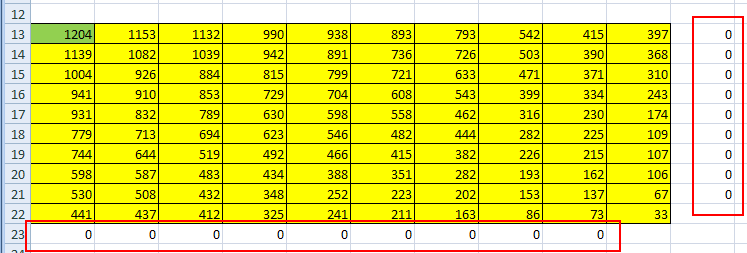 12
13 1204 1153 1132 990 938 893 793 542 415 397 0
14 1139 1082 1039 942 891 736 726 503 390 368 0
15 1004 926 884 815 799 721 633 471 371 310 0
16 941 910 853 729 704 608 543 399 334 243 0
17 931 832 789 630 598 558 462 316 230 174 0
18 779 713 694 623 546 482 444 282 225 109 0
19 744 644 519 492 466 415 382 226 215 107 0
20 598 587 483 434 388 351 282 193 162 106 0
21 530 508 432 348 252 223 202 153 137 67 0
22 441 437 412 325 241 211 163 86 73 33
23 0 0 0 0 0 0 0 0 0